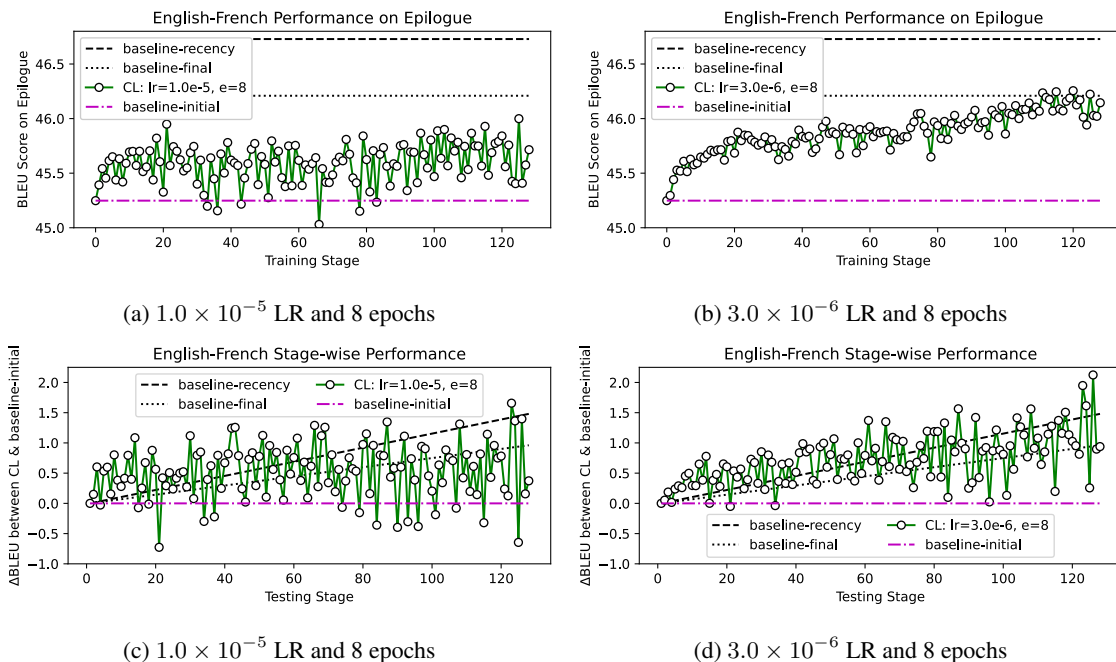 English-French Performance on Epilogue
BLEU Score on Epilogue
46.5
46.0
45.5
45.0
baseline-recency
baseline-final
CL: lr=1.0e-5, e=8
baseline-initial
0 20 40 60 80 100 120
Training Stage
(a) 1.0 × 10⁻⁵ LR and 8 epochs
English-French Performance on Epilogue
BLEU Score on Epilogue
46.5
46.0
45.5
45.0
baseline-recency
baseline-final
CL: lr=3.0e-6, e=8
baseline-initial
0 20 40 60 80 100 120
Training Stage
(b) 3.0 × 10⁻⁶ LR and 8 epochs
English-French Stage-wise Performance
ΔBLEU between CL & baseline-initial
2.0
1.5
1.0
0.5
0.0
−0.5
−1.0
baseline-recency CL: lr=1.0e-5, e=8
baseline-final baseline-initial
0 20 40 60 80 100 120
Testing Stage
(c) 1.0 × 10⁻⁵ LR and 8 epochs
English-French Stage-wise Performance
ΔBLEU between CL & baseline-initial
2.0
1.5
1.0
0.5
0.0
−0.5
−1.0
baseline-recency CL: lr=3.0e-6, e=8
baseline-final baseline-initial
0 20 40 60 80 100 120
Testing Stage
(d) 3.0 × 10⁻⁶ LR and 8 epochs